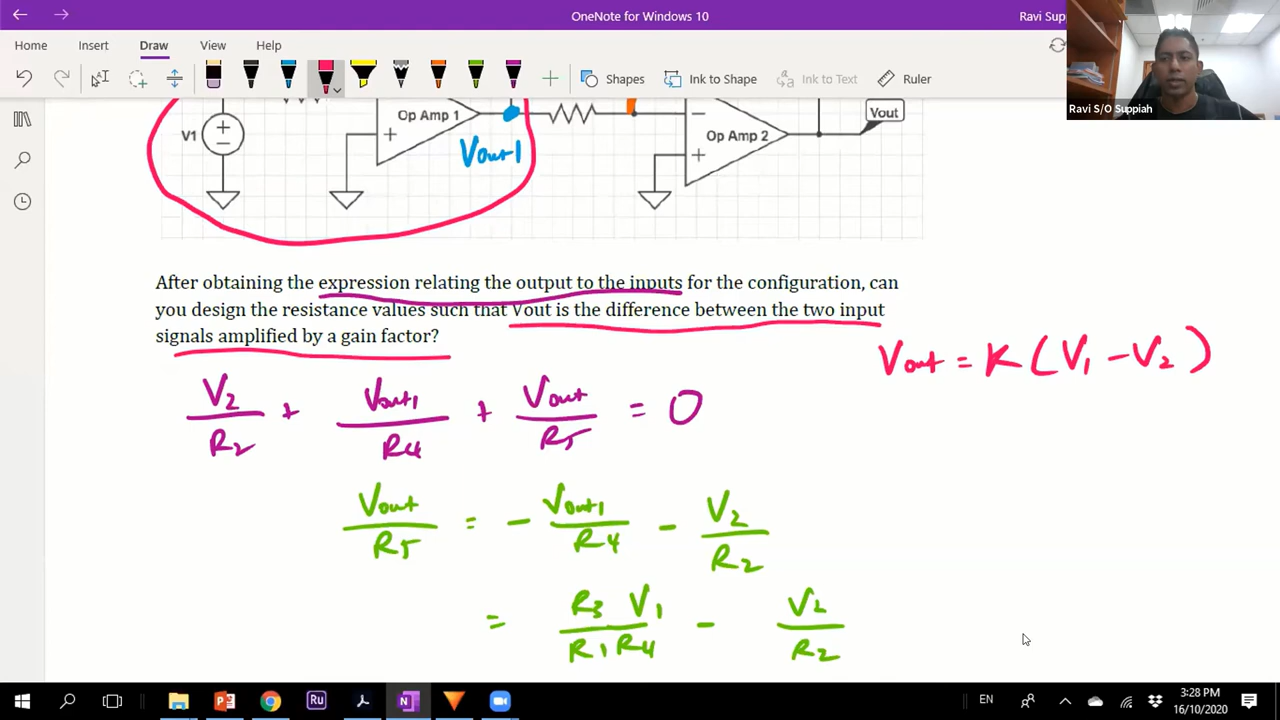 OneNote for Windows 10
Ravi Supp
Home Insert Draw View Help
Shapes Ink to Shape Ink to Text Ruler
Ravi S/O Suppiah
V1
Op Amp 1
Vout1
Op Amp 2
Vout
After obtaining the expression relating the output to the inputs for the configuration, can
you design the resistance values such that Vout is the difference between the two input
signals amplified by a gain factor?
Vout = K (V1 - V2)
V2/R2 + Vout1/R4 + Vout/R5 = 0
Vout/R5 = - Vout1/R4 - V2/R2
= R3 V1/R1 R4 - V2/R2
EN
3:28 PM
16/10/2020